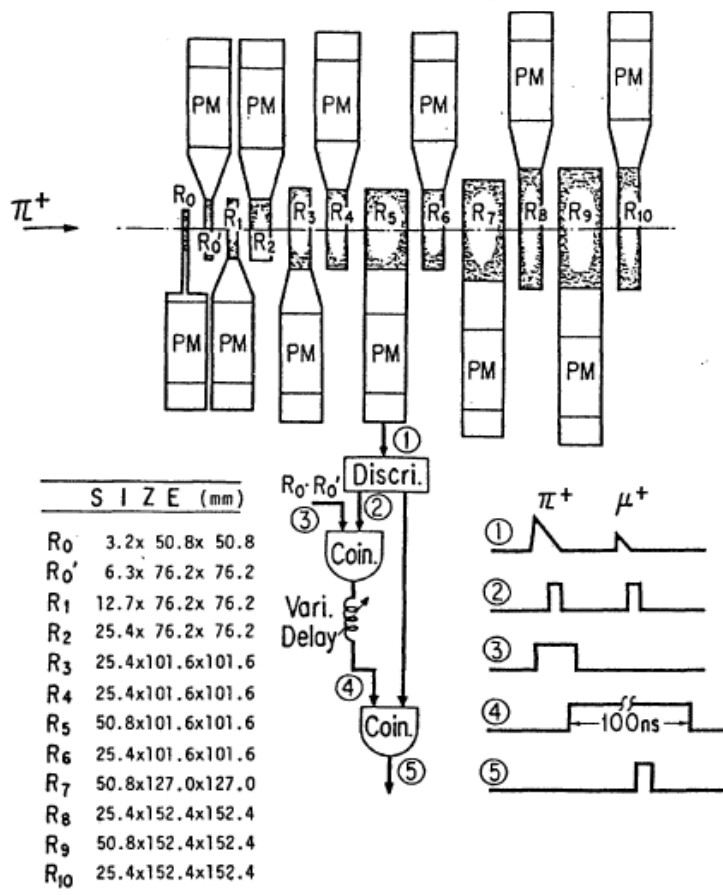 PM PM PM PM PM PM
π⁺
R₀ R₀' R₁ R₂ R₃ R₄ R₅ R₆ R₇ R₈ R₉ R₁₀
PM PM PM PM PM PM
①
Discri.
R₀·R₀'
③ ②
Coin.
Vari.
Delay
④
Coin.
⑤
S I Z E (mm)
R₀ 3.2x 50.8x 50.8
R₀' 6.3x 76.2x 76.2
R₁ 12.7x 76.2x 76.2
R₂ 25.4x 76.2x 76.2
R₃ 25.4x101.6x101.6
R₄ 25.4x101.6x101.6
R₅ 50.8x101.6x101.6
R₆ 25.4x101.6x101.6
R₇ 50.8x127.0x127.0
R₈ 25.4x152.4x152.4
R₉ 50.8x152.4x152.4
R₁₀ 25.4x152.4x152.4
π⁺ μ⁺
①
②
③
④ 100ns
⑤